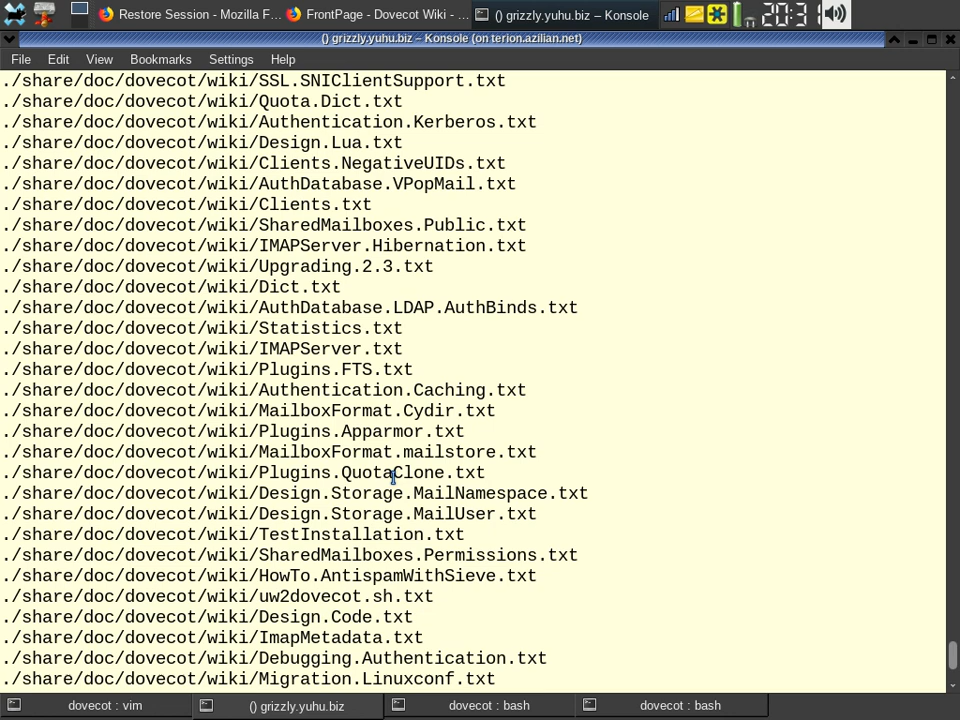 Restore Session - Mozilla F…
FrontPage - Dovecot Wiki - …
() grizzly.yuhu.biz – Konsole
20:3
() grizzly.yuhu.biz – Konsole (on terion.azilian.net)
File Edit View Bookmarks Settings Help
./share/doc/dovecot/wiki/SSL.SNIClientSupport.txt
./share/doc/dovecot/wiki/Quota.Dict.txt
./share/doc/dovecot/wiki/Authentication.Kerberos.txt
./share/doc/dovecot/wiki/Design.Lua.txt
./share/doc/dovecot/wiki/Clients.NegativeUIDs.txt
./share/doc/dovecot/wiki/AuthDatabase.VPopMail.txt
./share/doc/dovecot/wiki/Clients.txt
./share/doc/dovecot/wiki/SharedMailboxes.Public.txt
./share/doc/dovecot/wiki/IMAPServer.Hibernation.txt
./share/doc/dovecot/wiki/Upgrading.2.3.txt
./share/doc/dovecot/wiki/Dict.txt
./share/doc/dovecot/wiki/AuthDatabase.LDAP.AuthBinds.txt
./share/doc/dovecot/wiki/Statistics.txt
./share/doc/dovecot/wiki/IMAPServer.txt
./share/doc/dovecot/wiki/Plugins.FTS.txt
./share/doc/dovecot/wiki/Authentication.Caching.txt
./share/doc/dovecot/wiki/MailboxFormat.Cydir.txt
./share/doc/dovecot/wiki/Plugins.Apparmor.txt
./share/doc/dovecot/wiki/MailboxFormat.mailstore.txt
./share/doc/dovecot/wiki/Plugins.QuotaClone.txt
./share/doc/dovecot/wiki/Design.Storage.MailNamespace.txt
./share/doc/dovecot/wiki/Design.Storage.MailUser.txt
./share/doc/dovecot/wiki/TestInstallation.txt
./share/doc/dovecot/wiki/SharedMailboxes.Permissions.txt
./share/doc/dovecot/wiki/HowTo.AntispamWithSieve.txt
./share/doc/dovecot/wiki/uw2dovecot.sh.txt
./share/doc/dovecot/wiki/Design.Code.txt
./share/doc/dovecot/wiki/ImapMetadata.txt
./share/doc/dovecot/wiki/Debugging.Authentication.txt
./share/doc/dovecot/wiki/Migration.Linuxconf.txt
dovecot : vim
() grizzly.yuhu.biz
dovecot : bash
dovecot : bash